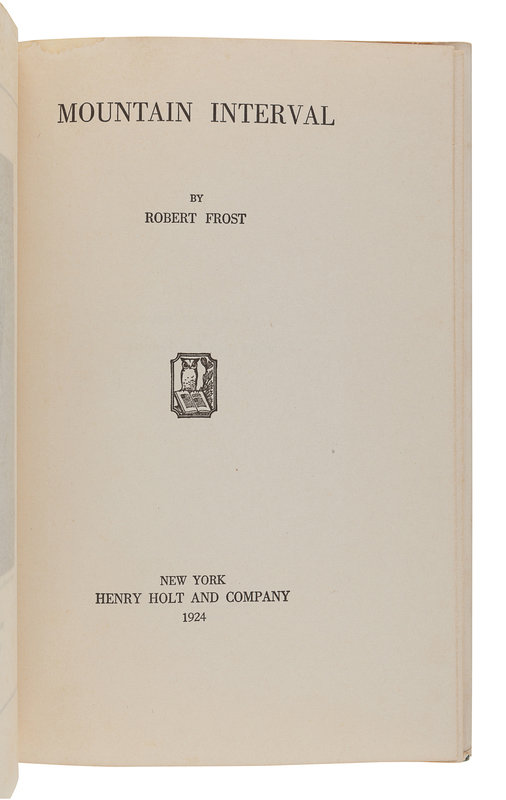 MOUNTAIN INTERVAL
BY
ROBERT FROST
NEW YORK
HENRY HOLT AND COMPANY
1924